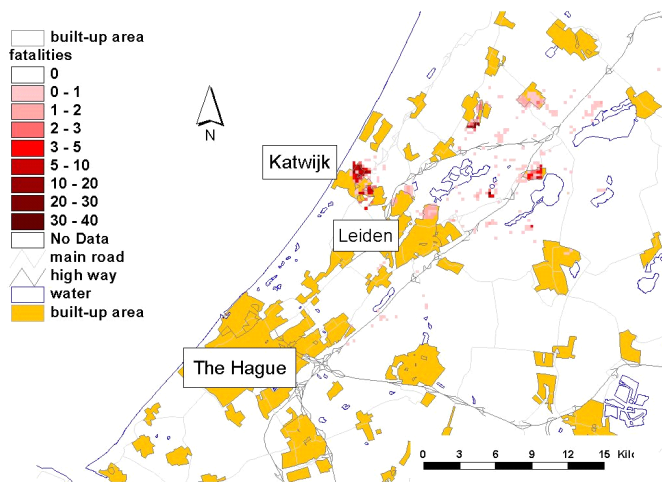 built-up area
fatalities
0
0 - 1
1 - 2
2 - 3
3 - 5
5 - 10
10 - 20
20 - 30
30 - 40
No Data
main road
high way
water
built-up area
N
Katwijk
Leiden
The Hague
0 3 6 9 12 15 Kilo